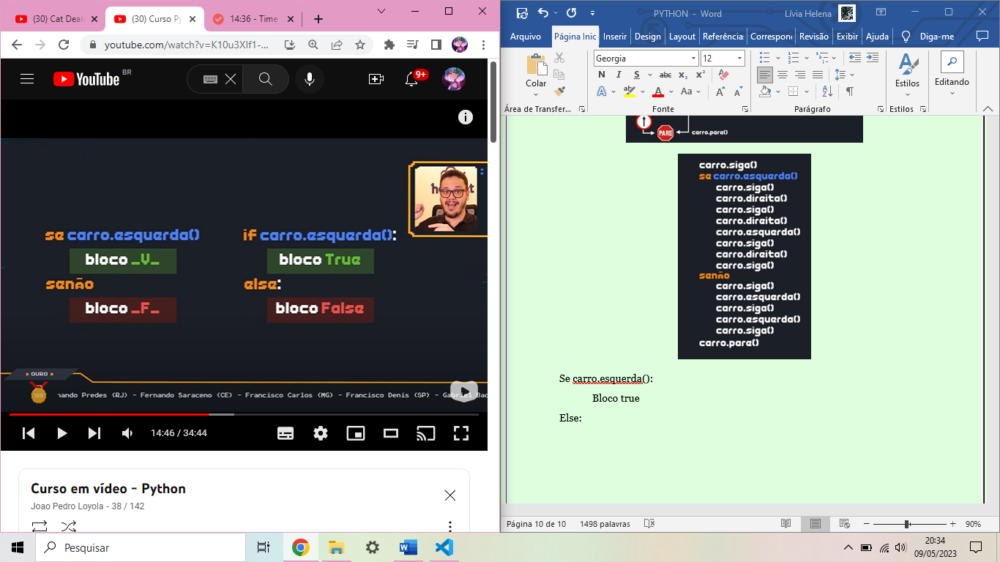 (30) Cat Deal
(30) Curso Py
14:36 - Time
youtube.com/watch?v=K10u3XIf1-...
YouTube BR
9+
se carro.esquerda()
bloco _V_
senão
bloco _F_
if carro.esquerda():
bloco True
else:
bloco False
OURO
120
nando Predes (RJ) - Fernando Saraceno (CE) - Francisco Carlos (MG) - Francisco Denis (SP) - Gabriel Bac
14:46 / 34:44
Curso em vídeo - Python
Joao Pedro Loyola - 38 / 142
PYTHON - Word
Lívia Helena
Arquivo Página Inic Inserir Design Layout Referência Correspon Revisão Exibir Ajuda Diga-me
Colar
Georgia 12
N I S abc x₂ x²
A ab A Aa A A
Estilos
Editando
Área de Transfer... Fonte Parágrafo Estilos
PARE
carro.pare()
carro.siga()
se carro.esquerda()
carro.siga()
carro.direita()
carro.siga()
carro.direita()
carro.esquerda()
carro.siga()
carro.direita()
carro.siga()
senão
carro.siga()
carro.esquerda()
carro.siga()
carro.esquerda()
carro.siga()
carro.pare()
Se carro.esquerda():
Bloco true
Else:
Página 10 de 10 1498 palavras 90%
Pesquisar
20:34
09/05/2023